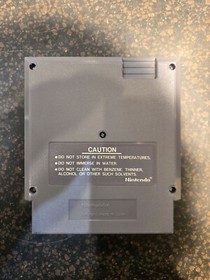 CAUTION
●DO NOT STORE IN EXTREME TEMPERATURES.
●DO NOT IMMERSE IN WATER.
●DO NOT CLEAN WITH BENZENE, THINNER,
ALCOHOL OR OTHER SUCH SOLVENTS.
Nintendo®